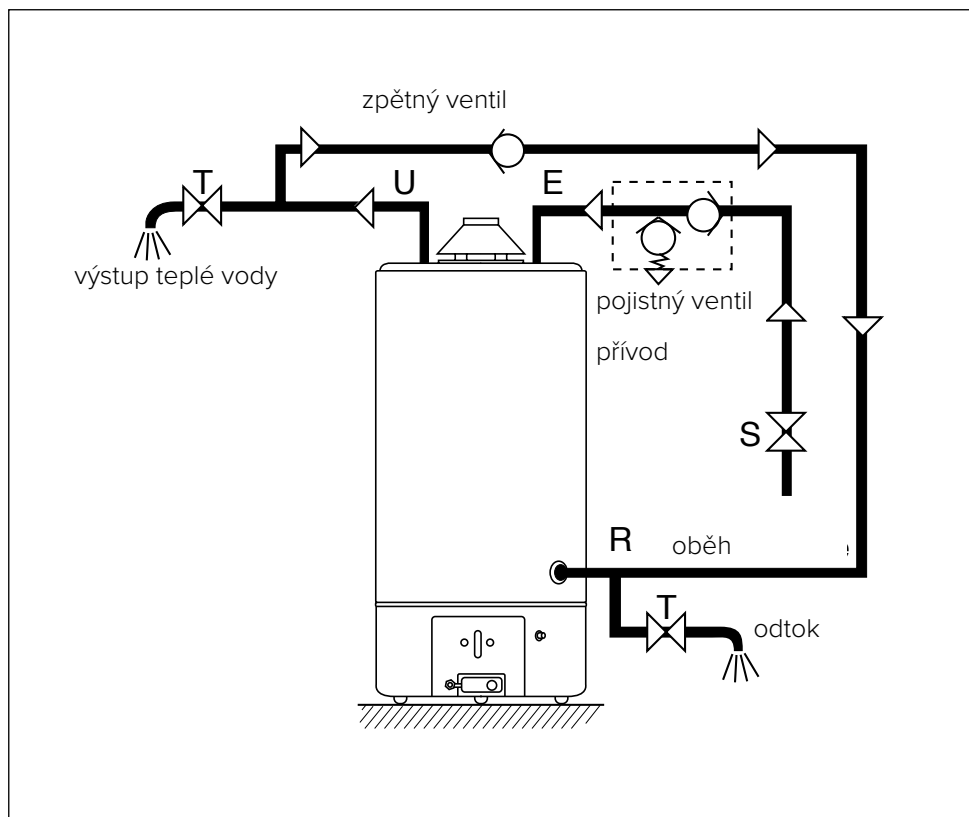 zpětný ventil
T
U
E
výstup teplé vody
pojistný ventil
přívod
S
R
oběh
T
odtok